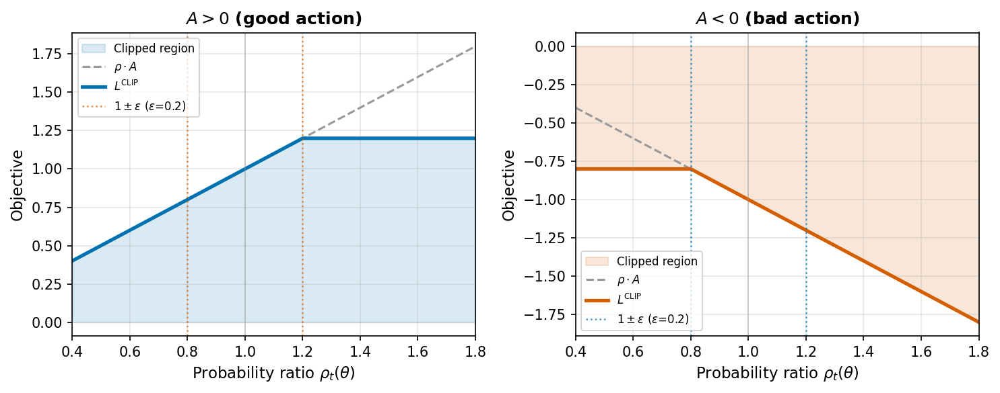 A > 0 (good action)
Clipped region
ρ · A
L^CLIP
1 ± ε (ε=0.2)
Objective
1.75
1.50
1.25
1.00
0.75
0.50
0.25
0.00
0.4 0.6 0.8 1.0 1.2 1.4 1.6 1.8
Probability ratio ρₜ(θ)
A < 0 (bad action)
Objective
0.00
−0.25
−0.50
−0.75
−1.00
−1.25
−1.50
−1.75
Clipped region
ρ · A
L^CLIP
1 ± ε (ε=0.2)
0.4 0.6 0.8 1.0 1.2 1.4 1.6 1.8
Probability ratio ρₜ(θ)